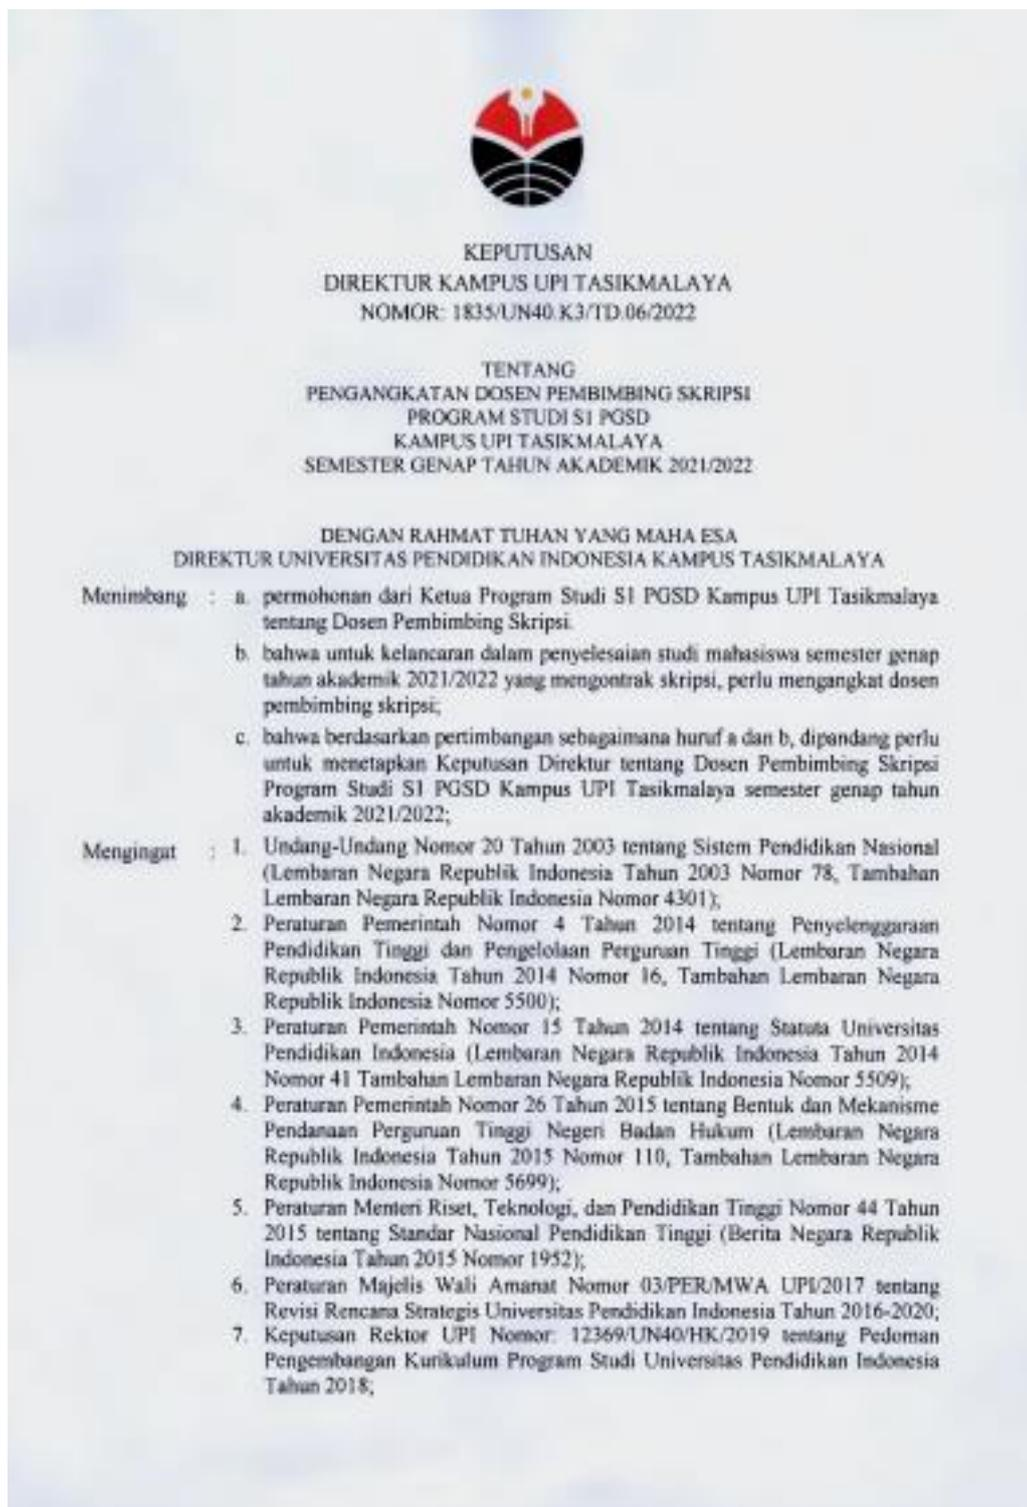 KEPUTUSAN
DIREKTUR KAMPUS UPI TASIKMALAYA
NOMOR: 1835/UN40.K3/TD.06/2022
TENTANG
PENGANGKATAN DOSEN PEMBIMBING SKRIPSI
PROGRAM STUDI S1 PGSD
KAMPUS UPI TASIKMALAYA
SEMESTER GENAP TAHUN AKADEMIK 2021/2022
DENGAN RAHMAT TUHAN YANG MAHA ESA
DIREKTUR UNIVERSITAS PENDIDIKAN INDONESIA KAMPUS TASIKMALAYA
Menimbang : a. permohonan dari Ketua Program Studi S1 PGSD Kampus UPI Tasikmalaya
tentang Dosen Pembimbing Skripsi.
b. bahwa untuk kelancaran dalam penyelesaian studi mahasiswa semester genap
tahun akademik 2021/2022 yang mengontrak skripsi, perlu mengangkat dosen
pembimbing skripsi;
c. bahwa berdasarkan pertimbangan sebagaimana huruf a dan b, dipandang perlu
untuk menetapkan Keputusan Direktur tentang Dosen Pembimbing Skripsi
Program Studi S1 PGSD Kampus UPI Tasikmalaya semester genap tahun
akademik 2021/2022;
Mengingat : 1. Undang-Undang Nomor 20 Tahun 2003 tentang Sistem Pendidikan Nasional
(Lembaran Negara Republik Indonesia Tahun 2003 Nomor 78, Tambahan
Lembaran Negara Republik Indonesia Nomor 4301);
2. Peraturan Pemerintah Nomor 4 Tahun 2014 tentang Penyelenggaraan
Pendidikan Tinggi dan Pengelolaan Perguruan Tinggi (Lembaran Negara
Republik Indonesia Tahun 2014 Nomor 16, Tambahan Lembaran Negara
Republik Indonesia Nomor 5500);
3. Peraturan Pemerintah Nomor 15 Tahun 2014 tentang Statuta Universitas
Pendidikan Indonesia (Lembaran Negara Republik Indonesia Tahun 2014
Nomor 41 Tambahan Lembaran Negara Republik Indonesia Nomor 5509);
4. Peraturan Pemerintah Nomor 26 Tahun 2015 tentang Bentuk dan Mekanisme
Pendanaan Perguruan Tinggi Negeri Badan Hukum (Lembaran Negara
Republik Indonesia Tahun 2015 Nomor 110, Tambahan Lembaran Negara
Republik Indonesia Nomor 5699);
5. Peraturan Menteri Riset, Teknologi, dan Pendidikan Tinggi Nomor 44 Tahun
2015 tentang Standar Nasional Pendidikan Tinggi (Berita Negara Republik
Indonesia Tahun 2015 Nomor 1952);
6. Peraturan Majelis Wali Amanat Nomor 03/PER/MWA UPI/2017 tentang
Revisi Rencana Strategis Universitas Pendidikan Indonesia Tahun 2016-2020;
7. Keputusan Rektor UPI Nomor: 12369/UN40/HK/2019 tentang Pedoman
Pengembangan Kurikulum Program Studi Universitas Pendidikan Indonesia
Tahun 2018;